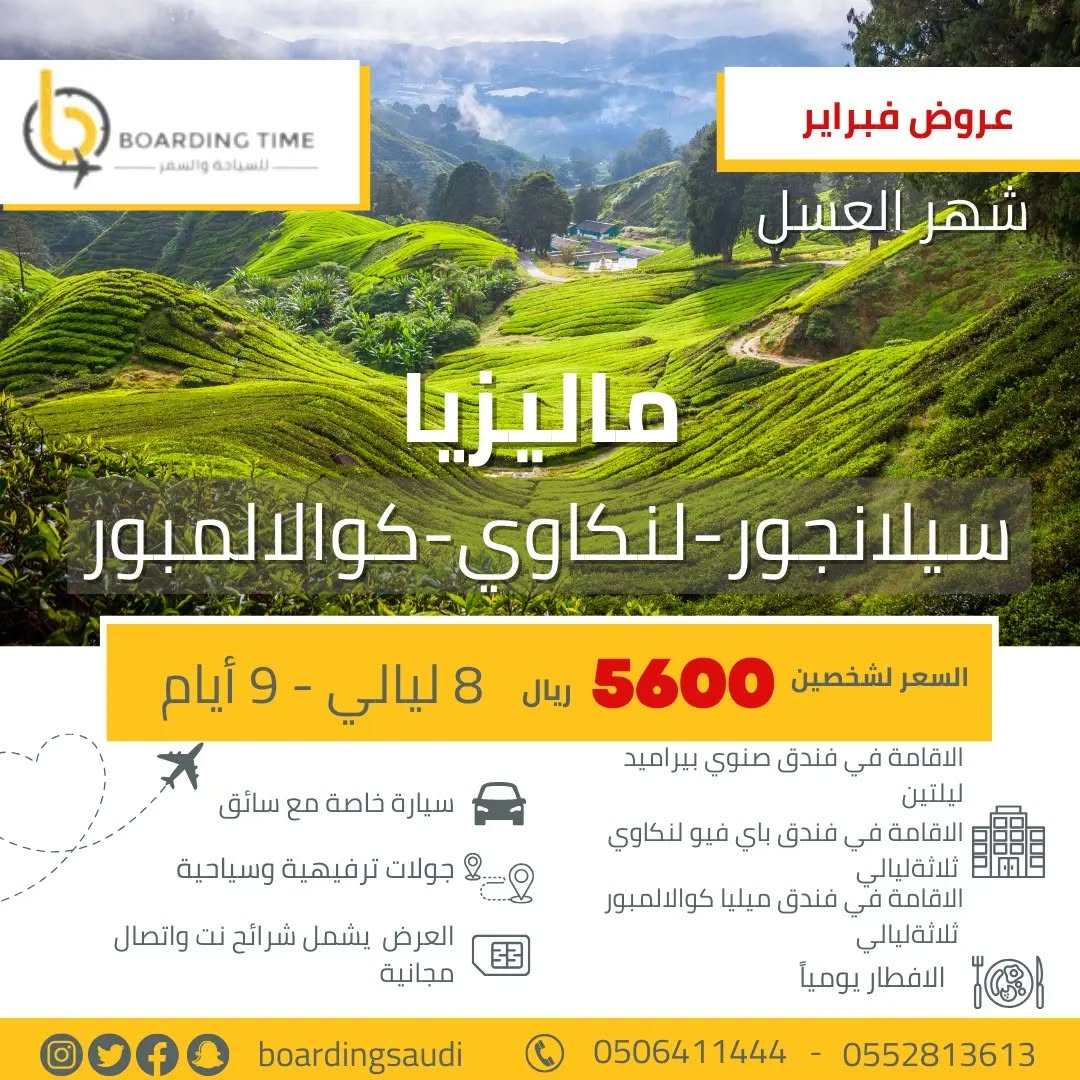 BOARDING TIME
للسياحة والسفر
عروض فبراير
شهر العسل
ماليزيا
سيلانجور-لنكاوي-كوالالمبور
السعر لشخصين 5600 ريال 8 ليالي - 9 أيام
الاقامة في فندق صنوي بيراميد
ليلتين
الاقامة في فندق باي فيو لنكاوي
ثلاثةليالي
الاقامة في فندق ميليا كوالالمبور
ثلاثةليالي
الافطار يومياً
سيارة خاصة مع سائق
جولات ترفيهية وسياحية
العرض يشمل شرائح نت واتصال
مجانية
boardingsaudi 0506411444 - 0552813613